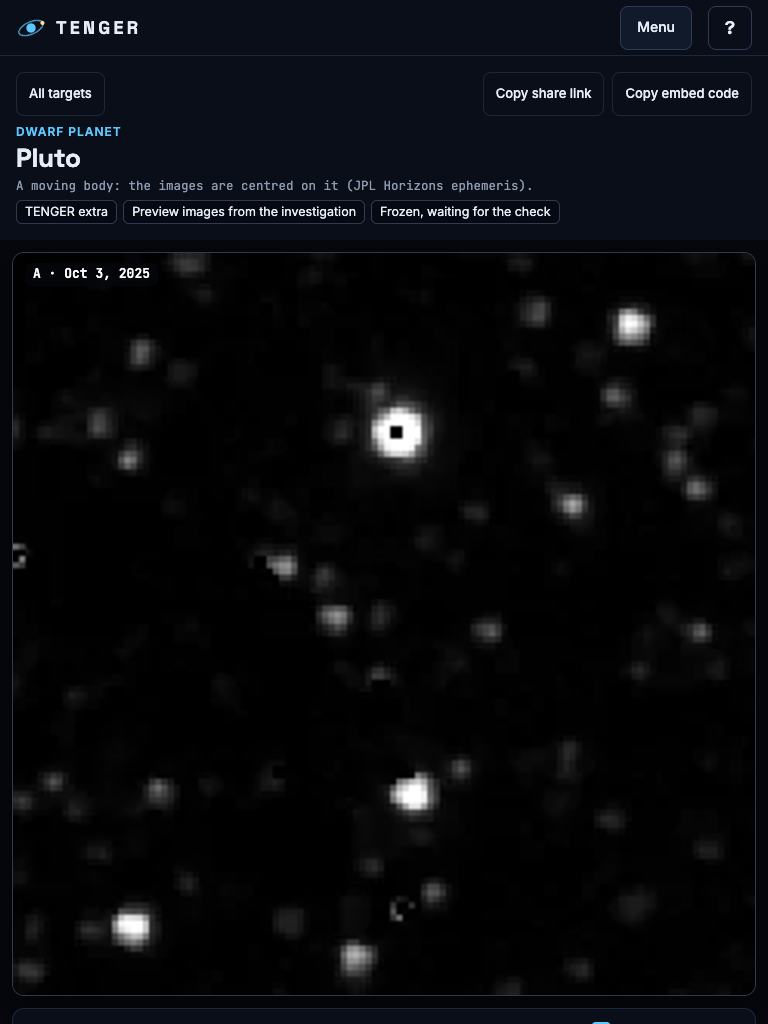 TENGER
Menu
?
All targets
Copy share link
Copy embed code
DWARF PLANET
Pluto
A moving body: the images are centred on it (JPL Horizons ephemeris).
TENGER extra
Preview images from the investigation
Frozen, waiting for the check
A · Oct 3, 2025